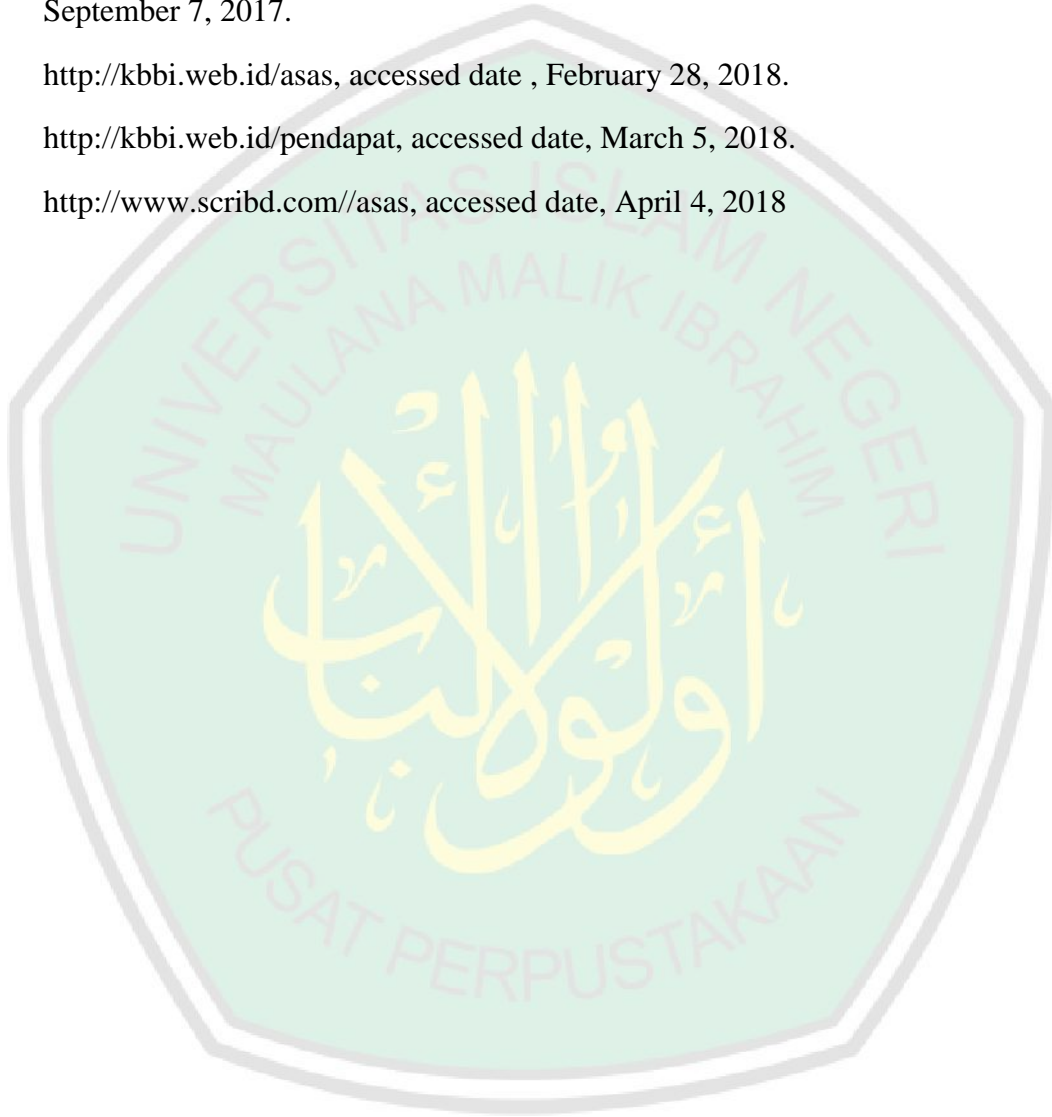 September 7, 2017.
http://kbbi.web.id/asas, accessed date , February 28, 2018.
http://kbbi.web.id/pendapat, accessed date, March 5, 2018.
http://www.scribd.com//asas, accessed date, April 4, 2018
UNIVERSITAS ISLAM NEGERI
MAULANA MALIK IBRAHIM
أولو الألباب
PUSAT PERPUSTAKAAN